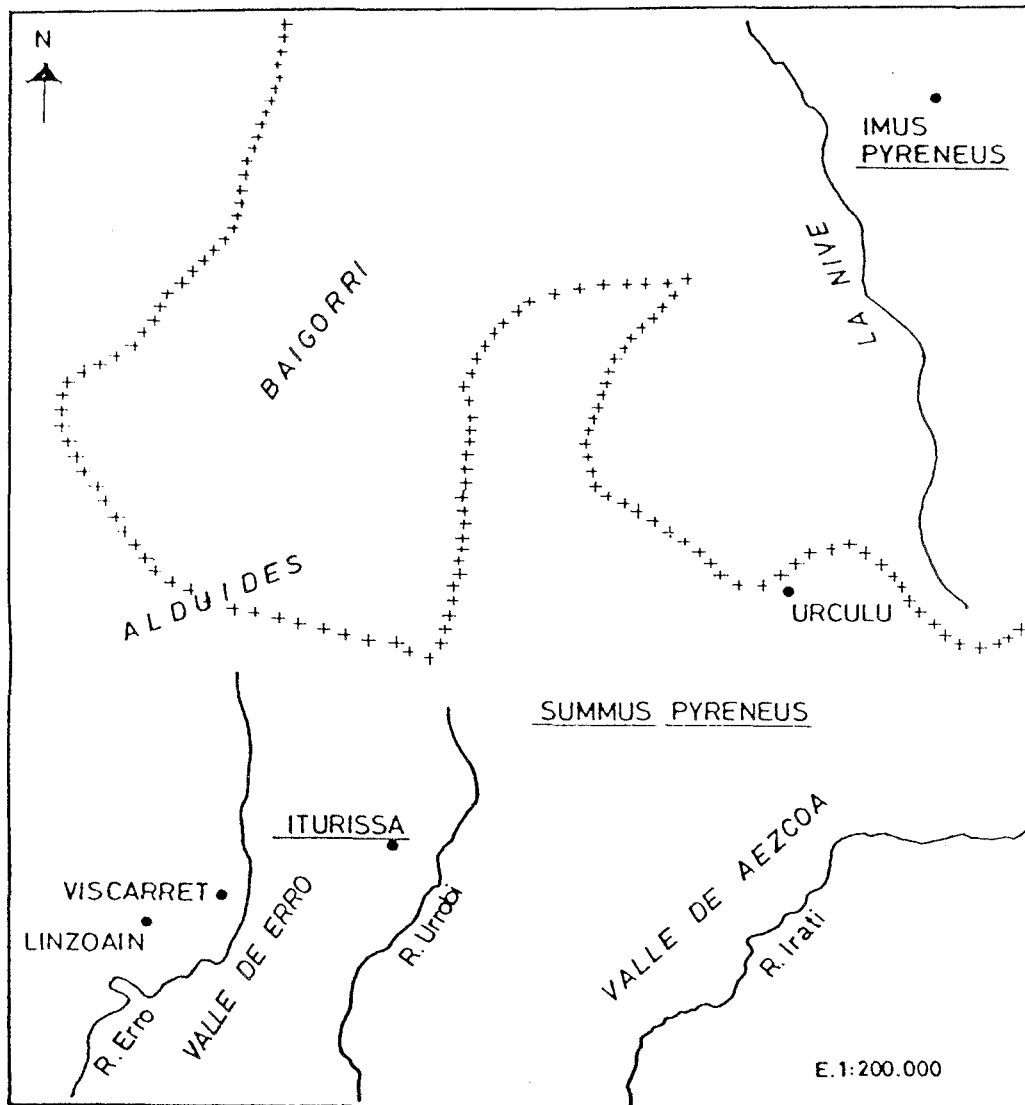 N
IMUS
PYRENEUS
LA NIVE
BAIGORRI
ALDUIDES
URCULU
SUMMUS PYRENEUS
ITURISSA
VISCARRET
LINZOAIN
VALLE DE ERRO
R. Erro
R. Urrobi
VALLE DE AEZCOA
R. Irati
E.1:200.000